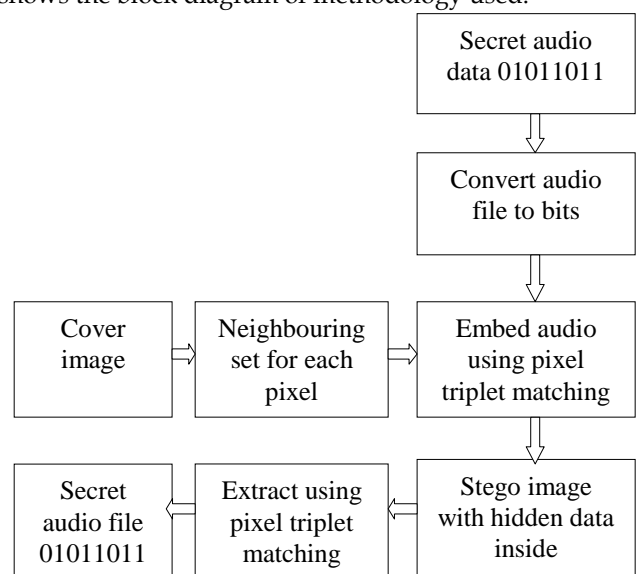 shows the block diagram of methodology used.
Secret audio
data 01011011
Convert audio
file to bits
Cover
image
Neighbouring
set for each
pixel
Embed audio
using pixel
triplet matching
Secret
audio file
01011011
Extract using
pixel triplet
matching
Stego image
with hidden data
inside